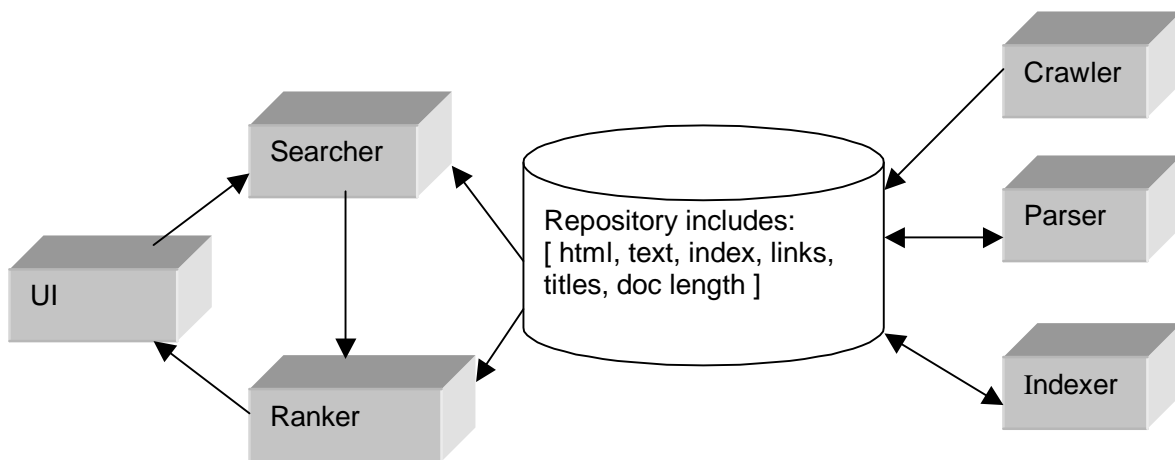 Crawler
Searcher
Parser
Repository includes:
[ html, text, index, links,
titles, doc length ]
UI
Indexer
Ranker